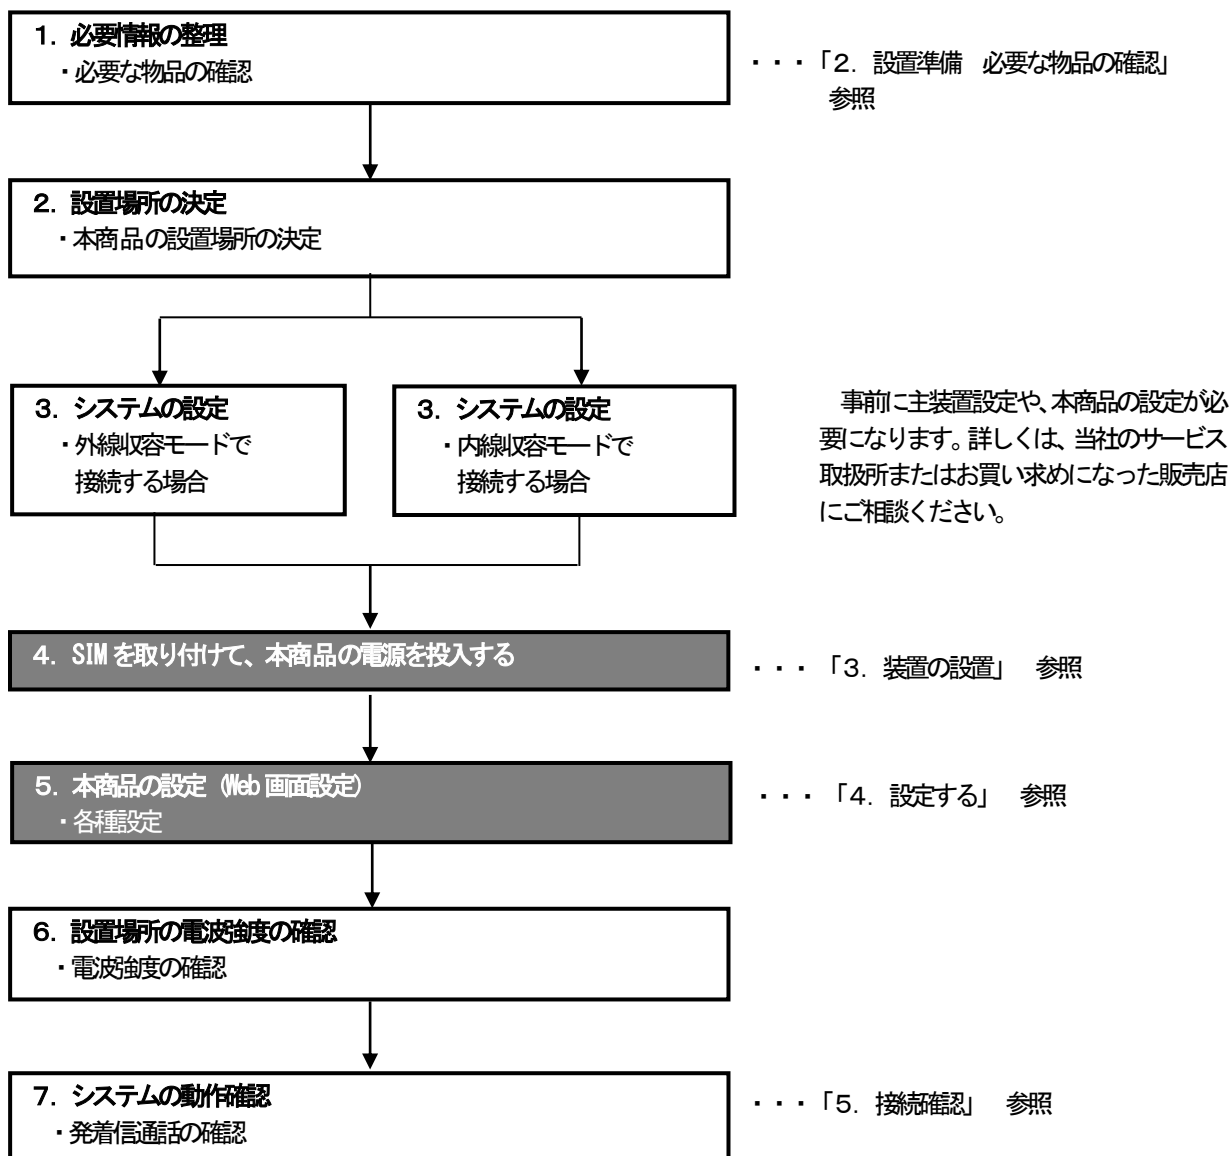 １．必要情報の整理
・必要な物品の確認
・・・「２．設置準備　必要な物品の確認」
参照
２．設置場所の決定
・本商品の設置場所の決定
３．システムの設定
・外線収容モードで
接続する場合
３．システムの設定
・内線収容モードで
接続する場合
事前に主装置設定や、本商品の設定が必
要になります。詳しくは、当社のサービス
取扱所またはお買い求めになった販売店
にご相談ください。
４．SIMを取り付けて、本商品の電源を投入する
・・・「３．装置の設置」　参照
５．本商品の設定（Web画面設定）
・各種設定
・・・「４．設定する」　参照
６．設置場所の電波強度の確認
・電波強度の確認
７．システムの動作確認
・発着信通話の確認
・・・「５．接続確認」　参照